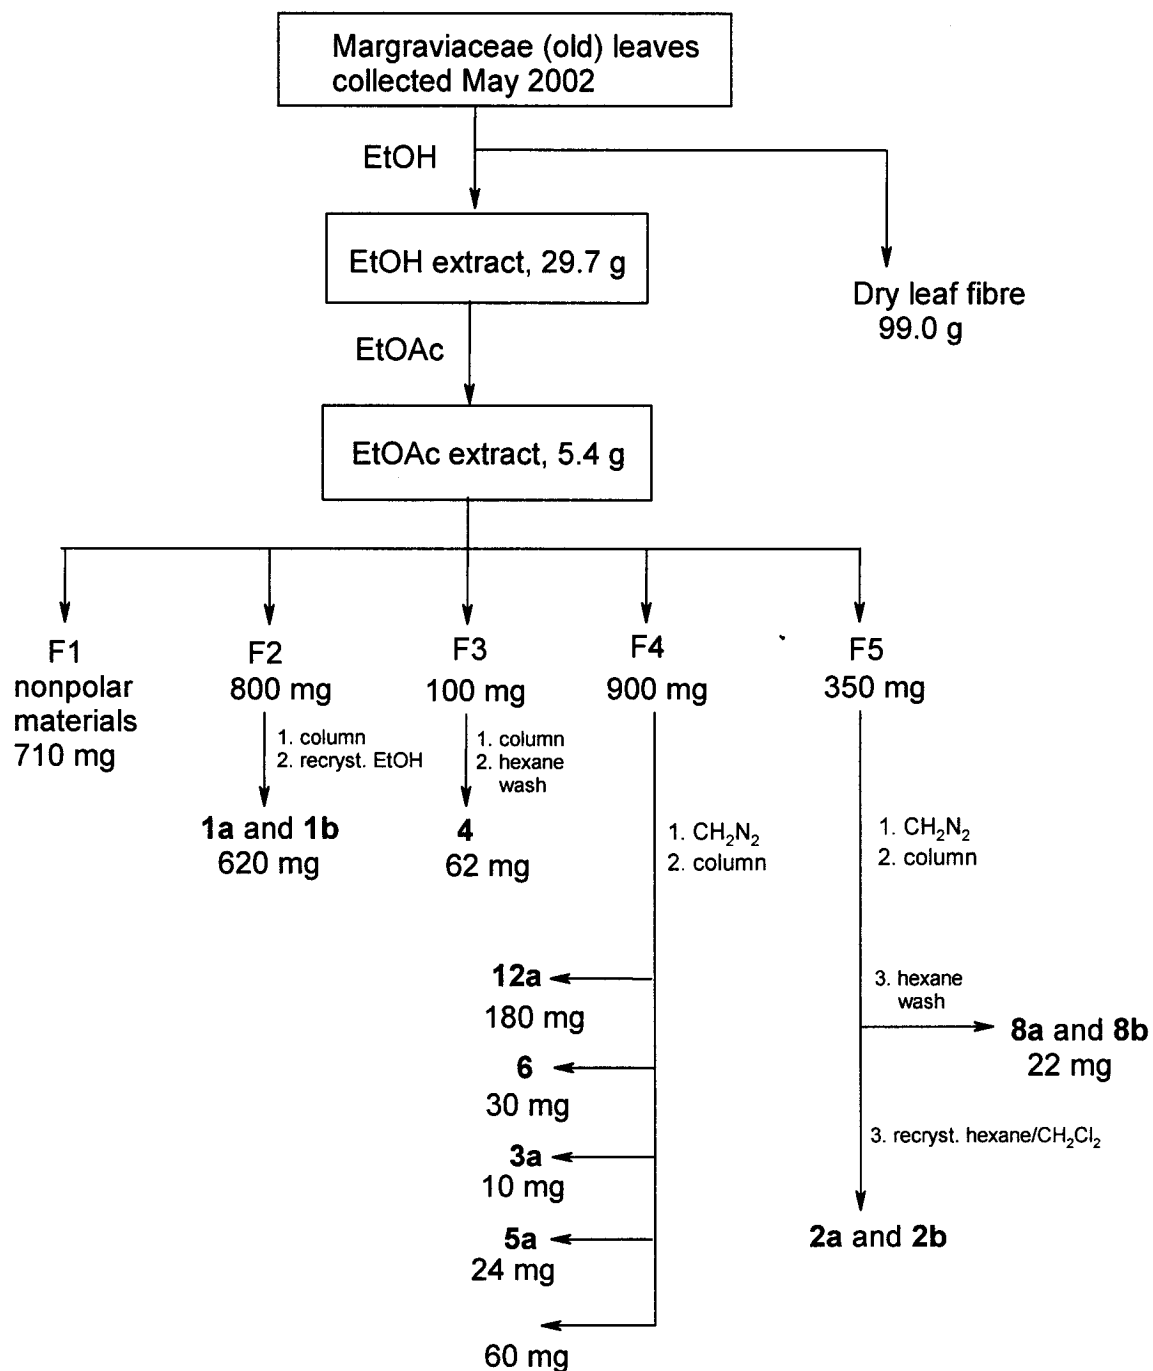 Margraviaceae (old) leaves
collected May 2002
EtOH
EtOH extract, 29.7 g
Dry leaf fibre
99.0 g
EtOAc
EtOAc extract, 5.4 g
F1
nonpolar
materials
710 mg
F2
800 mg
1. column
2. recryst. EtOH
1a and 1b
620 mg
F3
100 mg
1. column
2. hexane
wash
4
62 mg
F4
900 mg
1. CH₂N₂
2. column
12a
180 mg
6
30 mg
3a
10 mg
5a
24 mg
60 mg
F5
350 mg
1. CH₂N₂
2. column
3. hexane
wash
8a and 8b
22 mg
3. recryst. hexane/CH₂Cl₂
2a and 2b